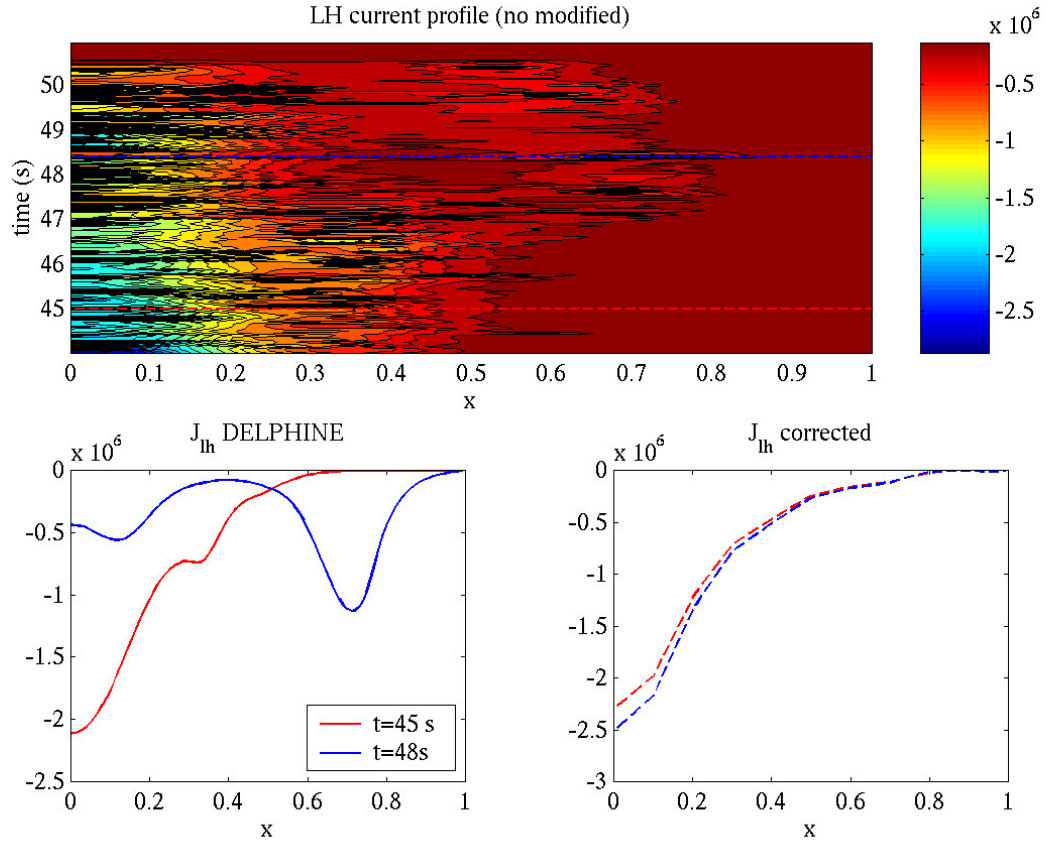 LH current profile (no modified)
x 10^6
50
49
48
47
46
45
time (s)
0 0.1 0.2 0.3 0.4 0.5 0.6 0.7 0.8 0.9 1
x
-0.5
-1
-1.5
-2
-2.5
J_lh DELPHINE
x 10^6
0
-0.5
-1
-1.5
-2
-2.5
t=45 s
t=48s
0 0.2 0.4 0.6 0.8 1
x
J_lh corrected
x 10^6
0
-0.5
-1
-1.5
-2
-2.5
-3
0 0.2 0.4 0.6 0.8 1
x